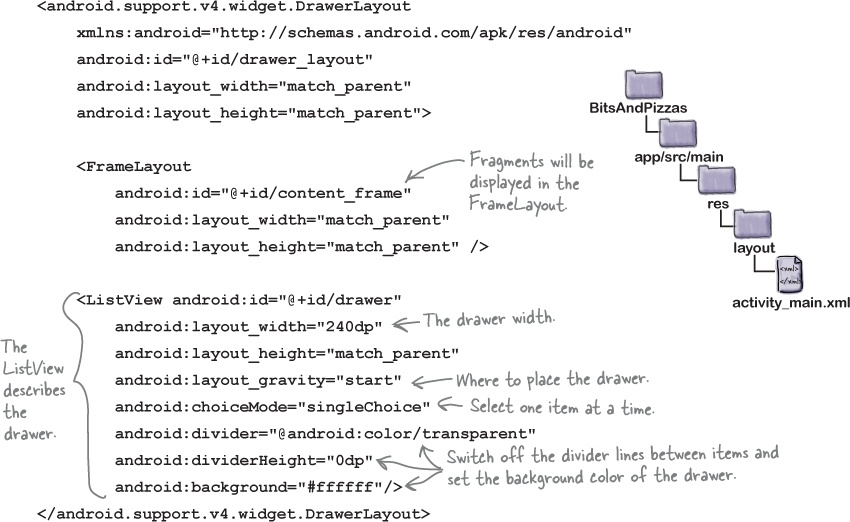 <android.support.v4.widget.DrawerLayout
xmlns:android="http://schemas.android.com/apk/res/android"
android:id="@+id/drawer_layout"
android:layout_width="match_parent"
android:layout_height="match_parent">
<FrameLayout
android:id="@+id/content_frame"
android:layout_width="match_parent"
android:layout_height="match_parent" />
Fragments will be
displayed in the
FrameLayout.
BitsAndPizzas
app/src/main
res
layout
<xml>
</xml>
activity_main.xml
The
ListView
describes
the
drawer.
<ListView android:id="@+id/drawer"
android:layout_width="240dp"
The drawer width.
android:layout_height="match_parent"
android:layout_gravity="start"
Where to place the drawer.
android:choiceMode="singleChoice"
Select one item at a time.
android:divider="@android:color/transparent"
android:dividerHeight="0dp"
android:background="#ffffff"/>
Switch off the divider lines between items and
set the background color of the drawer.
</android.support.v4.widget.DrawerLayout>